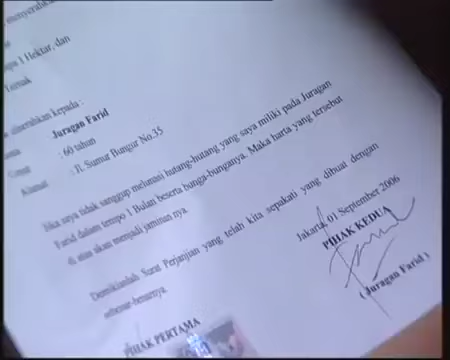 1 Hektar, dan
Ternak
diserahkan kepada :
Juragan Farid
: 60 tahun
Umur
: Jl. Sumur Bungur No.35
Alamat
Jika saya tidak sanggup melunasi hutang-hutang yang saya miliki pada Juragan
Farid dalam tempo 1 Bulan beserta bunga-bunganya. Maka harta yang tersebut
di atas akan menjadi jaminan nya.
Demikianlah Surat Perjanjian yang telah kita sepakati yang dibuat dengan
sebenar-benarnya.
Jakarta, 01 September 2006
PIHAK KEDUA
( Juragan Farid )
PIHAK PERTAMA